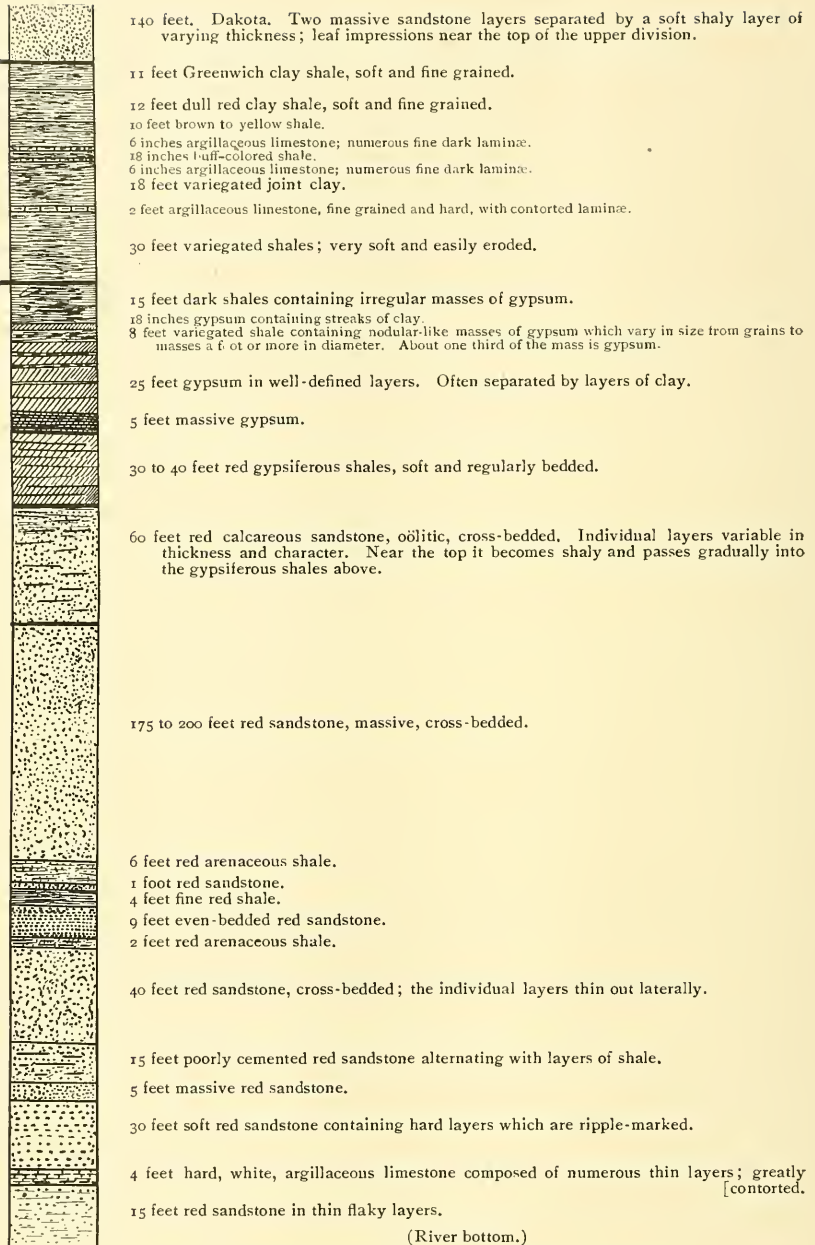 140 feet. Dakota. Two massive sandstone layers separated by a soft shaly layer of
varying thickness; leaf impressions near the top of the upper division.
11 feet Greenwich clay shale, soft and fine grained.
12 feet dull red clay shale, soft and fine grained.
10 feet brown to yellow shale.
6 inches argillaceous limestone; numerous fine dark laminæ.
18 inches buff-colored shale.
6 inches argillaceous limestone; numerous fine dark laminæ.
18 feet variegated joint clay.
2 feet argillaceous limestone, fine grained and hard, with contorted laminæ.
30 feet variegated shales; very soft and easily eroded.
15 feet dark shales containing irregular masses of gypsum.
18 inches gypsum containing streaks of clay.
8 feet variegated shale containing nodular-like masses of gypsum which vary in size from grains to
masses a foot or more in diameter. About one third of the mass is gypsum.
25 feet gypsum in well-defined layers. Often separated by layers of clay.
5 feet massive gypsum.
30 to 40 feet red gypsiferous shales, soft and regularly bedded.
60 feet red calcareous sandstone, oölitic, cross-bedded. Individual layers variable in
thickness and character. Near the top it becomes shaly and passes gradually into
the gypsiferous shales above.
175 to 200 feet red sandstone, massive, cross-bedded.
6 feet red arenaceous shale.
1 foot red sandstone.
4 feet fine red shale.
9 feet even-bedded red sandstone.
2 feet red arenaceous shale.
40 feet red sandstone, cross-bedded; the individual layers thin out laterally.
15 feet poorly cemented red sandstone alternating with layers of shale.
5 feet massive red sandstone.
30 feet soft red sandstone containing hard layers which are ripple-marked.
4 feet hard, white, argillaceous limestone composed of numerous thin layers; greatly
[contorted.
15 feet red sandstone in thin flaky layers.
(River bottom.)